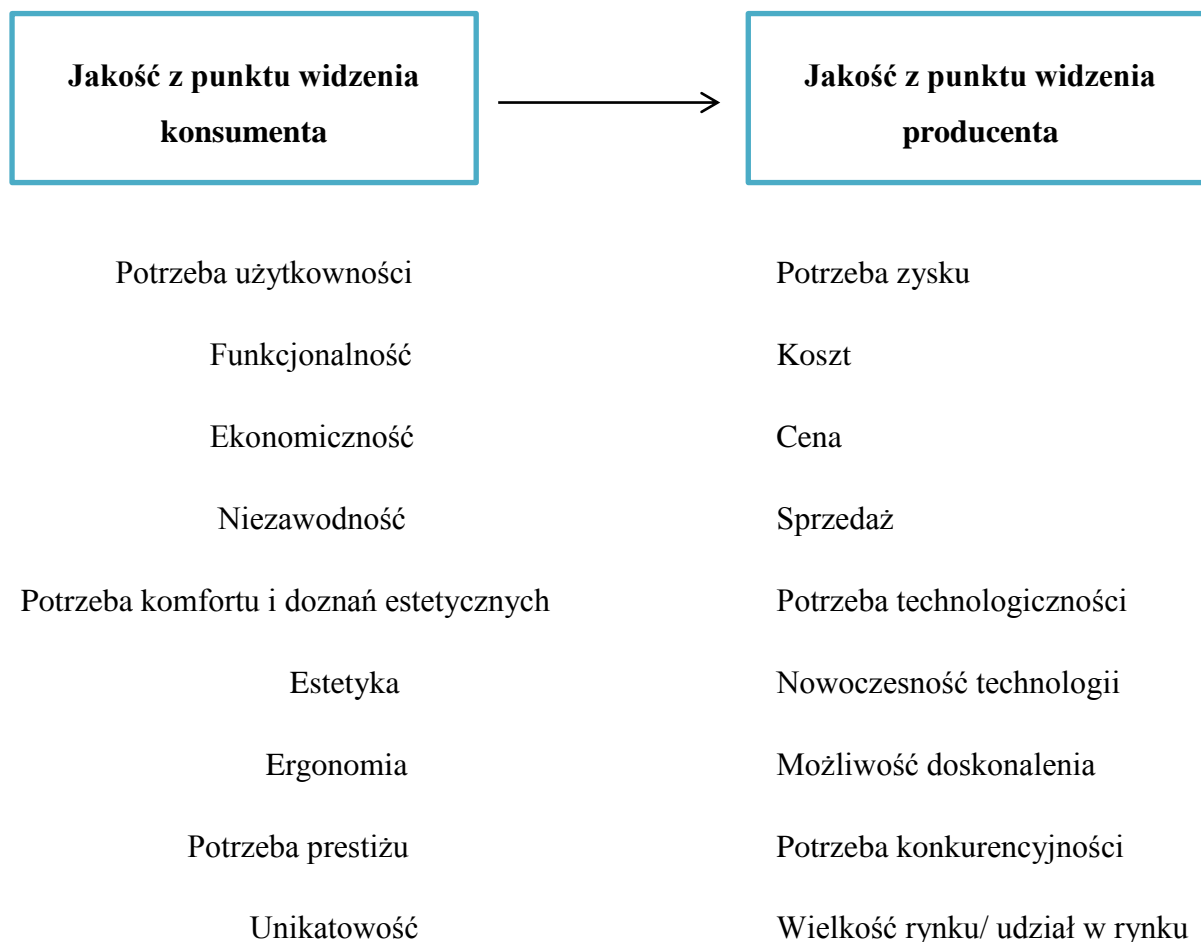 Jakość z punktu widzenia
konsumenta
Jakość z punktu widzenia
producenta
Potrzeba użytkowności
Potrzeba zysku
Funkcjonalność
Koszt
Ekonomiczność
Cena
Niezawodność
Sprzedaż
Potrzeba komfortu i doznań estetycznych
Potrzeba technologiczności
Estetyka
Nowoczesność technologii
Ergonomia
Możliwość doskonalenia
Potrzeba prestiżu
Potrzeba konkurencyjności
Unikatowość
Wielkość rynku/ udział w rynku